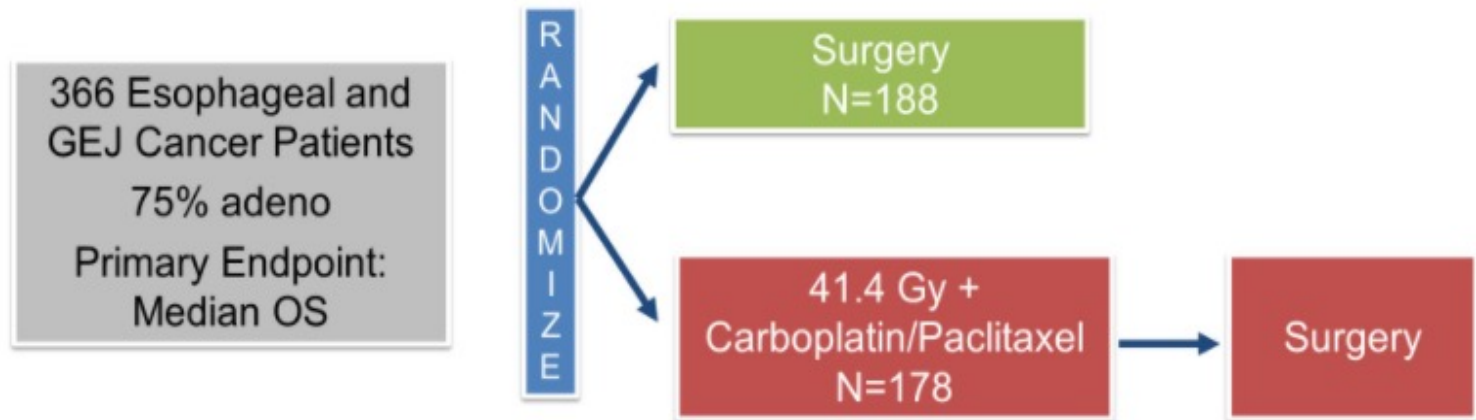 366 Esophageal and
GEJ Cancer Patients
75% adeno
Primary Endpoint:
Median OS
RANDOMIZE
Surgery
N=188
41.4 Gy +
Carboplatin/Paclitaxel
N=178
Surgery